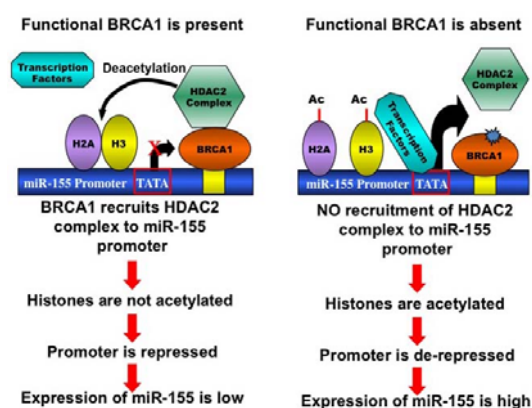 Functional BRCA1 is present
Transcription
Factors
Deacetylation
HDAC2
Complex
H2A
H3
X
BRCA1
miR-155 Promoter
TATA
BRCA1 recruits HDAC2
complex to miR-155
promoter
Histones are not acetylated
Promoter is repressed
Expression of miR-155 is low
Functional BRCA1 is absent
HDAC2
Complex
Ac
Ac
Transcription
Factors
H2A
H3
BRCA1
miR-155 Promoter
TATA
NO recruitment of HDAC2
complex to miR-155
promoter
Histones are acetylated
Promoter is de-repressed
Expression of miR-155 is high